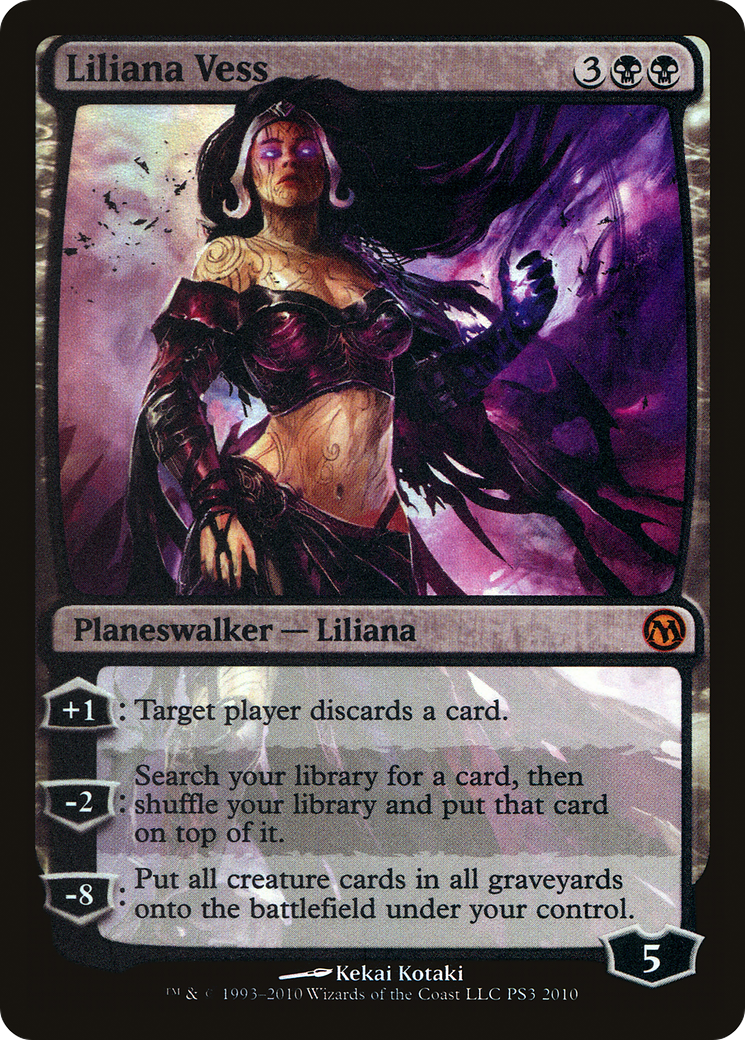 Liliana Vess 3
Planeswalker — Liliana
+1 : Target player discards a card.
-2 : Search your library for a card, then
shuffle your library and put that card
on top of it.
-8 : Put all creature cards in all graveyards
onto the battlefield under your control.
5
Kekai Kotaki
™ & © 1993–2010 Wizards of the Coast LLC PS3 2010